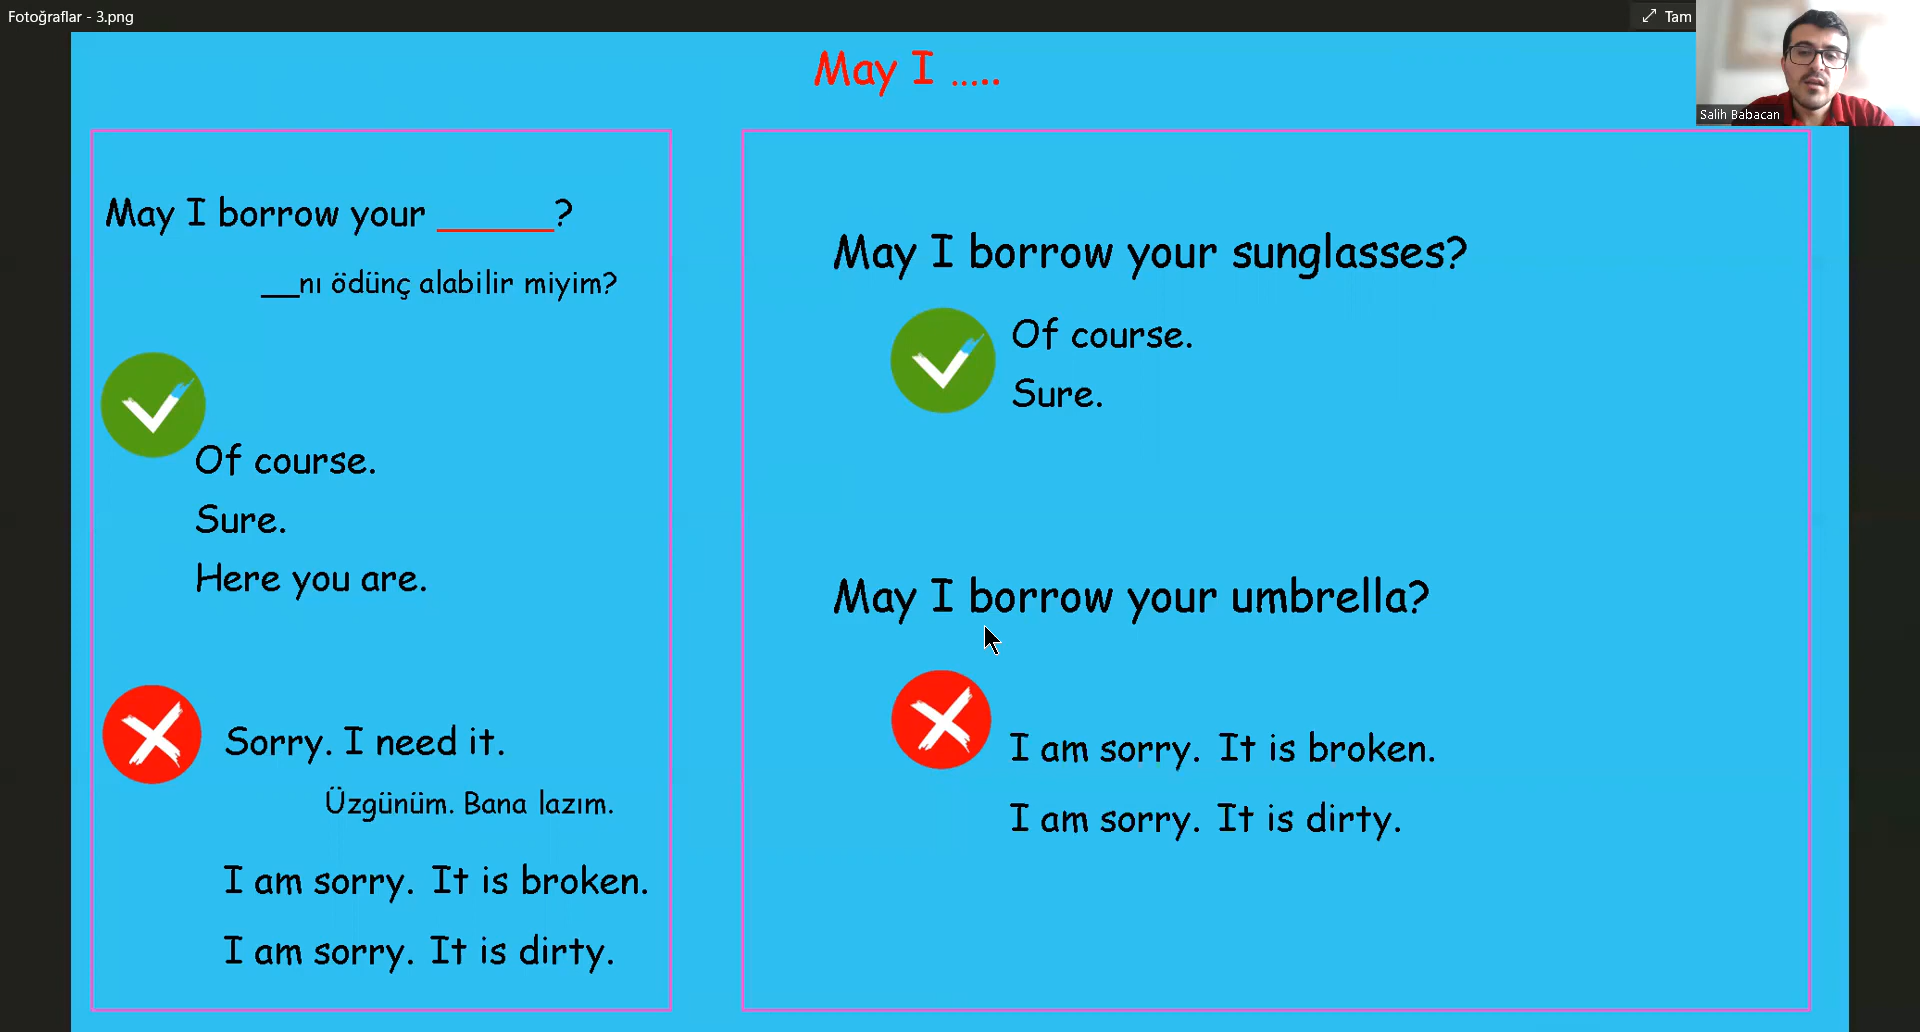 Fotoğraflar - 3.png
Tam
Salih Babacan
May I .....
May I borrow your ______?
__nı ödünç alabilir miyim?
Of course.
Sure.
Here you are.
Sorry. I need it.
Üzgünüm. Bana lazım.
I am sorry. It is broken.
I am sorry. It is dirty.
May I borrow your sunglasses?
Of course.
Sure.
May I borrow your umbrella?
I am sorry. It is broken.
I am sorry. It is dirty.